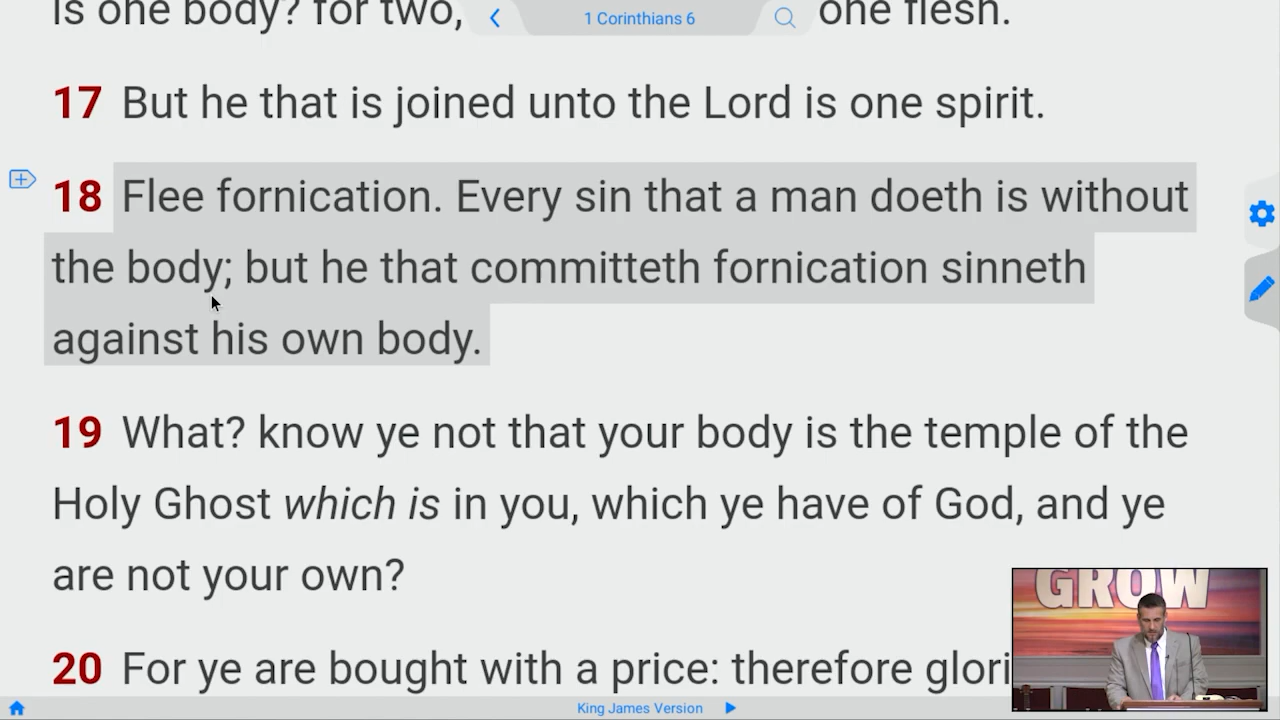 is one body? for two,
1 Corinthians 6
one flesh.
17 But he that is joined unto the Lord is one spirit.
18 Flee fornication. Every sin that a man doeth is without
the body; but he that committeth fornication sinneth
against his own body.
19 What? know ye not that your body is the temple of the
Holy Ghost which is in you, which ye have of God, and ye
are not your own?
20 For ye are bought with a price: therefore glori
GROW
King James Version